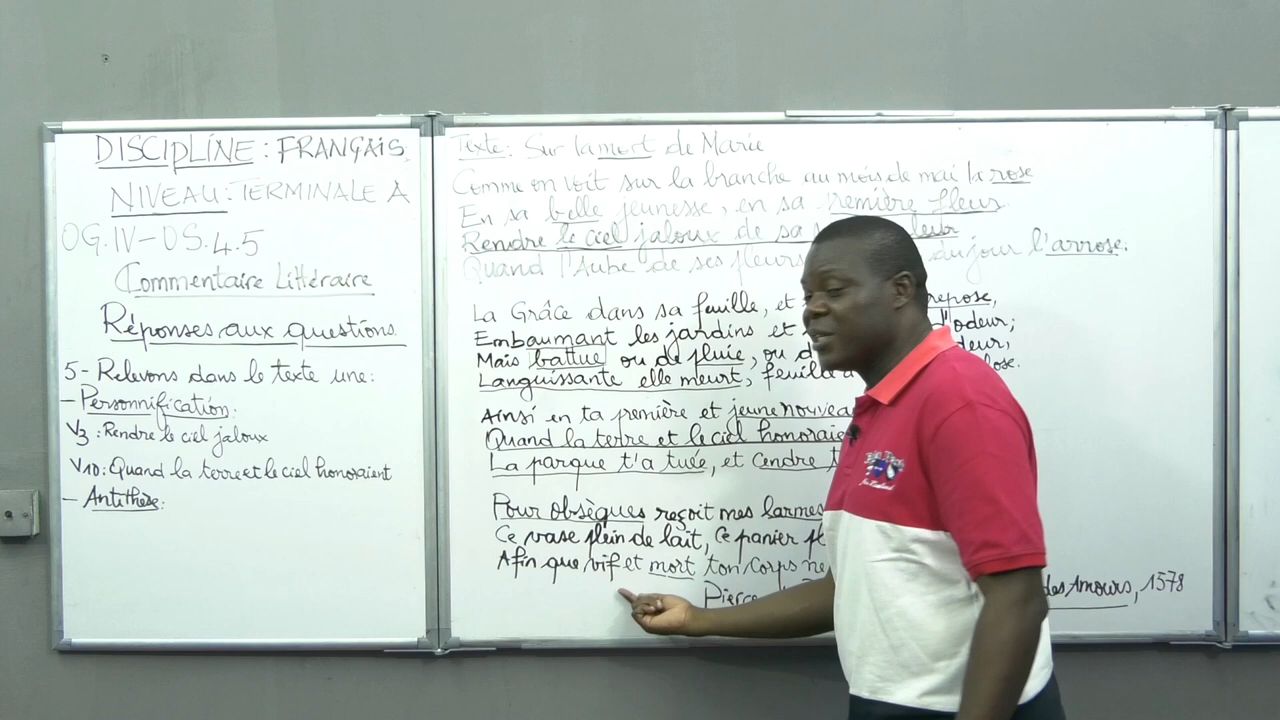 DISCIPLINE : FRANÇAIS
NIVEAU : TERMINALE A
OG.IV-OS.4.5
Commentaire Littéraire
Réponses aux questions
5- Relevons dans le texte une :
- Personnification :
V3 : Rendre le ciel jaloux
V10 : Quand la terre et le ciel honoraient
- Antithèse :
Texte : Sur la mort de Marie
Comme on voit sur la branche au mois de mai la rose
En sa belle jeunesse, en sa première fleur
Rendre le ciel jaloux de sa leur
Quand l'Aube de ses fleurs du jour l'arrose.
La Grâce dans sa feuille, et repose,
Embaumant les jardins et d'odeur;
Mais battue ou de pluie, ou deur,
Languissante elle meurt, feuille à lose.
Ainsi en ta première et jeune nouveau
Quand la terre et le ciel honoraie
La parque t'a tuée, et cendre t
Pour obsèques reçoit mes larmes
Ce vase plein de lait, ce panier pl
Afin que vif et mort ton corps ne
Pierre des Amours, 1578